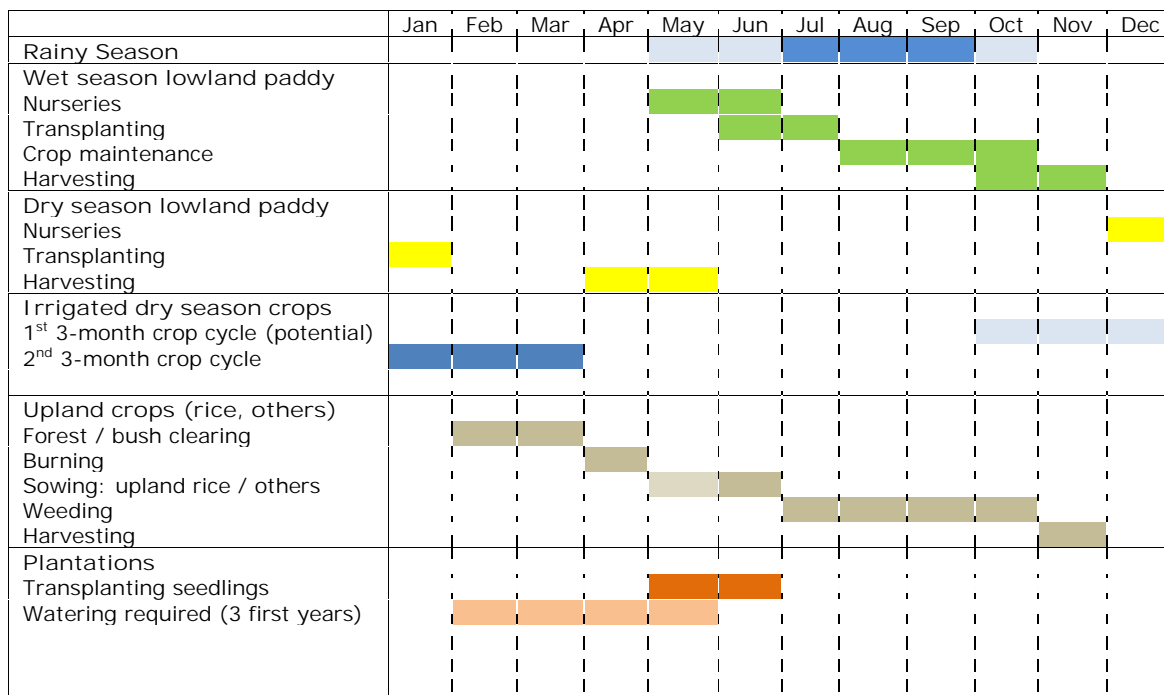 Jan Feb Mar Apr May Jun Jul Aug Sep Oct Nov Dec
Rainy Season
Wet season lowland paddy
Nurseries
Transplanting
Crop maintenance
Harvesting
Dry season lowland paddy
Nurseries
Transplanting
Harvesting
Irrigated dry season crops
1st 3-month crop cycle (potential)
2nd 3-month crop cycle
Upland crops (rice, others)
Forest / bush clearing
Burning
Sowing: upland rice / others
Weeding
Harvesting
Plantations
Transplanting seedlings
Watering required (3 first years)